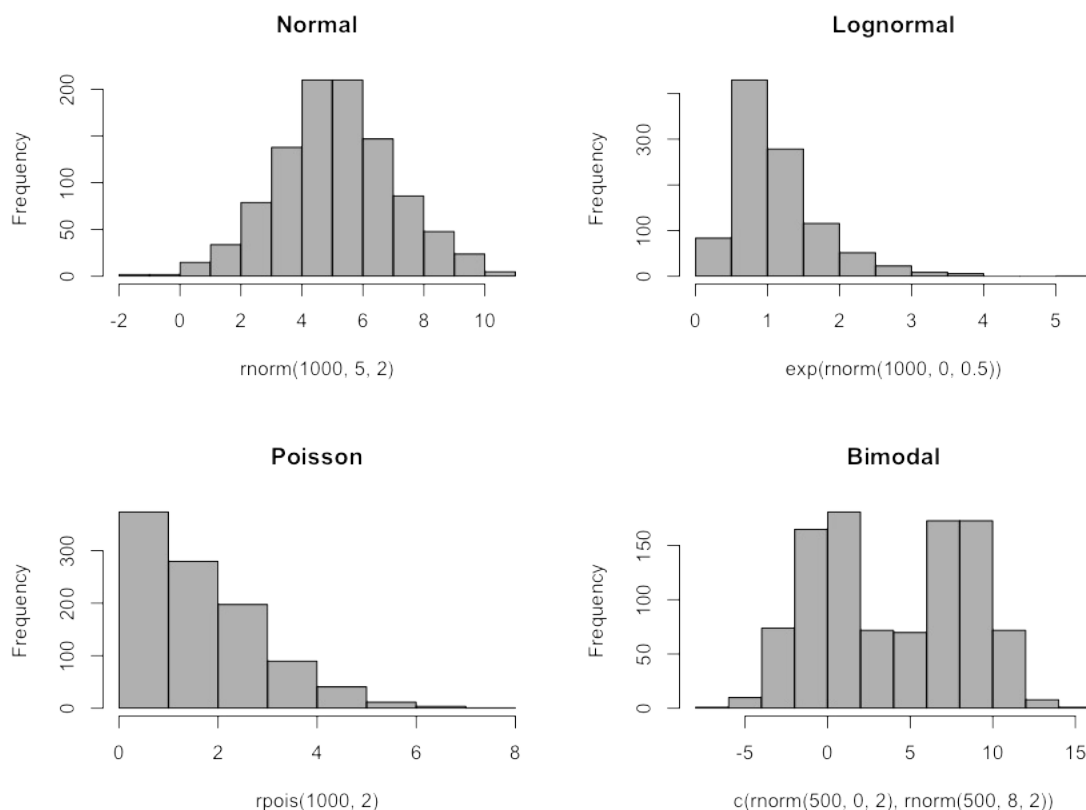 Normal
Frequency
200
100
50
0
-2 0 2 4 6 8 10
rnorm(1000, 5, 2)
Lognormal
Frequency
300
100
0
0 1 2 3 4 5
exp(rnorm(1000, 0, 0.5))
Poisson
Frequency
300
200
100
0
0 2 4 6 8
rpois(1000, 2)
Bimodal
Frequency
150
100
50
0
-5 0 5 10 15
c(rnorm(500, 0, 2), rnorm(500, 8, 2))